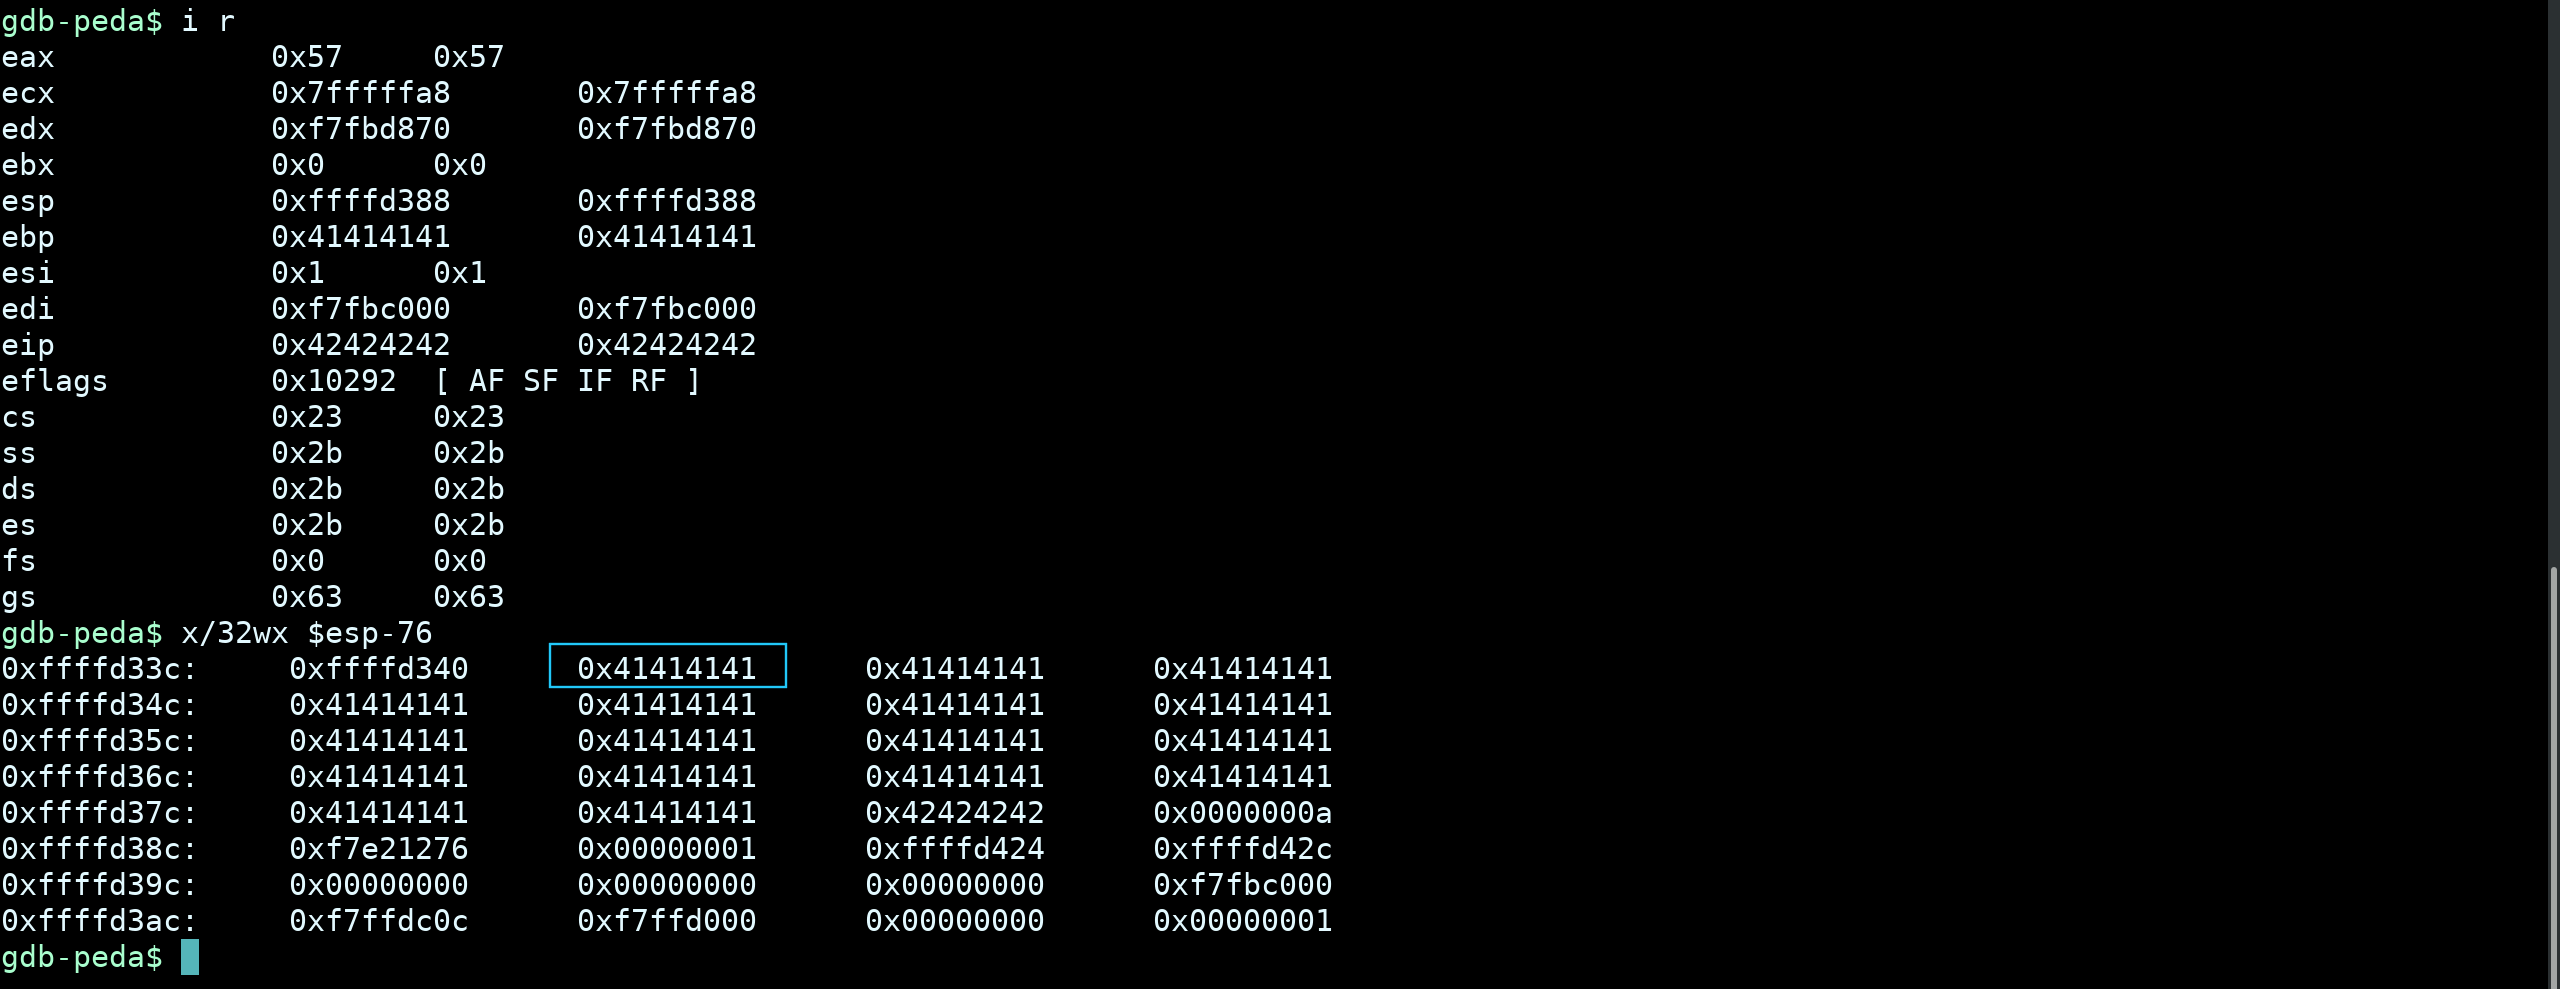 gdb-peda$ i r
eax            0x57     0x57
ecx            0x7fffffa8       0x7fffffa8
edx            0xf7fbd870       0xf7fbd870
ebx            0x0      0x0
esp            0xffffd388       0xffffd388
ebp            0x41414141       0x41414141
esi            0x1      0x1
edi            0xf7fbc000       0xf7fbc000
eip            0x42424242       0x42424242
eflags         0x10292  [ AF SF IF RF ]
cs             0x23     0x23
ss             0x2b     0x2b
ds             0x2b     0x2b
es             0x2b     0x2b
fs             0x0      0x0
gs             0x63     0x63
gdb-peda$ x/32wx $esp-76
0xffffd33c:     0xffffd340      0x41414141      0x41414141      0x41414141
0xffffd34c:     0x41414141      0x41414141      0x41414141      0x41414141
0xffffd35c:     0x41414141      0x41414141      0x41414141      0x41414141
0xffffd36c:     0x41414141      0x41414141      0x41414141      0x41414141
0xffffd37c:     0x41414141      0x41414141      0x42424242      0x0000000a
0xffffd38c:     0xf7e21276      0x00000001      0xffffd424      0xffffd42c
0xffffd39c:     0x00000000      0x00000000      0x00000000      0xf7fbc000
0xffffd3ac:     0xf7ffdc0c      0xf7ffd000      0x00000000      0x00000001
gdb-peda$